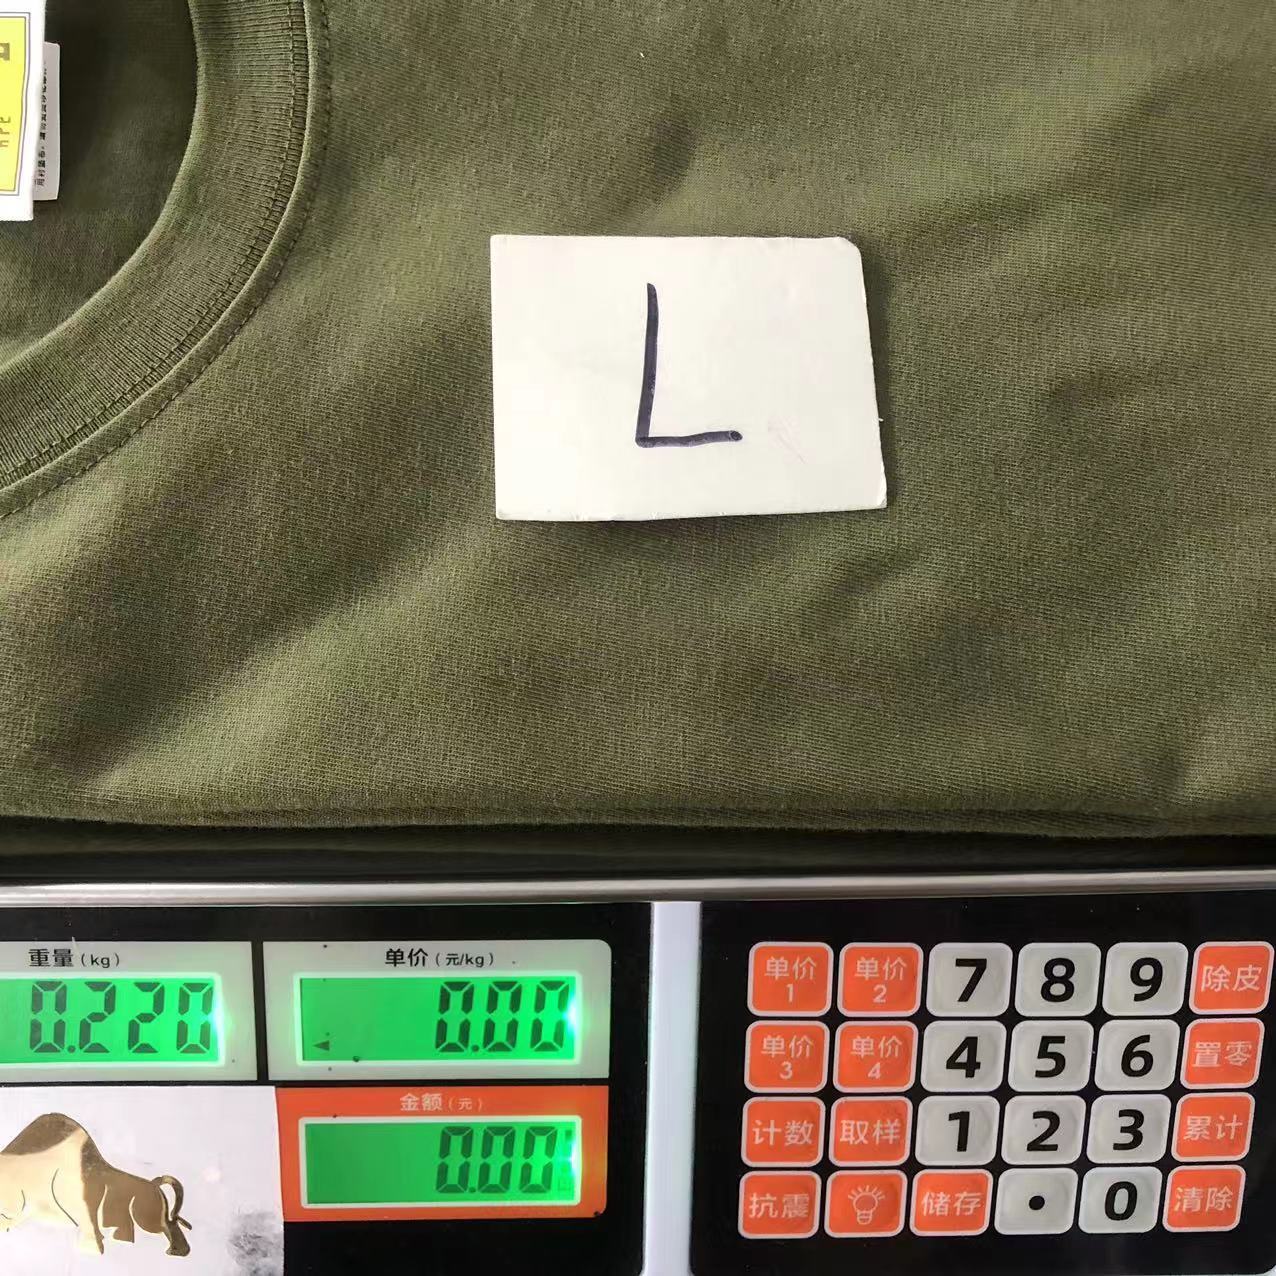 L
重量（kg）
0.220
单价（元/kg）
0.00
金额（元）
0.00
单价1 单价2 7 8 9 除皮
单价3 单价4 4 5 6 置零
计数 取样 1 2 3 累计
抗震 储存 • 0 清除